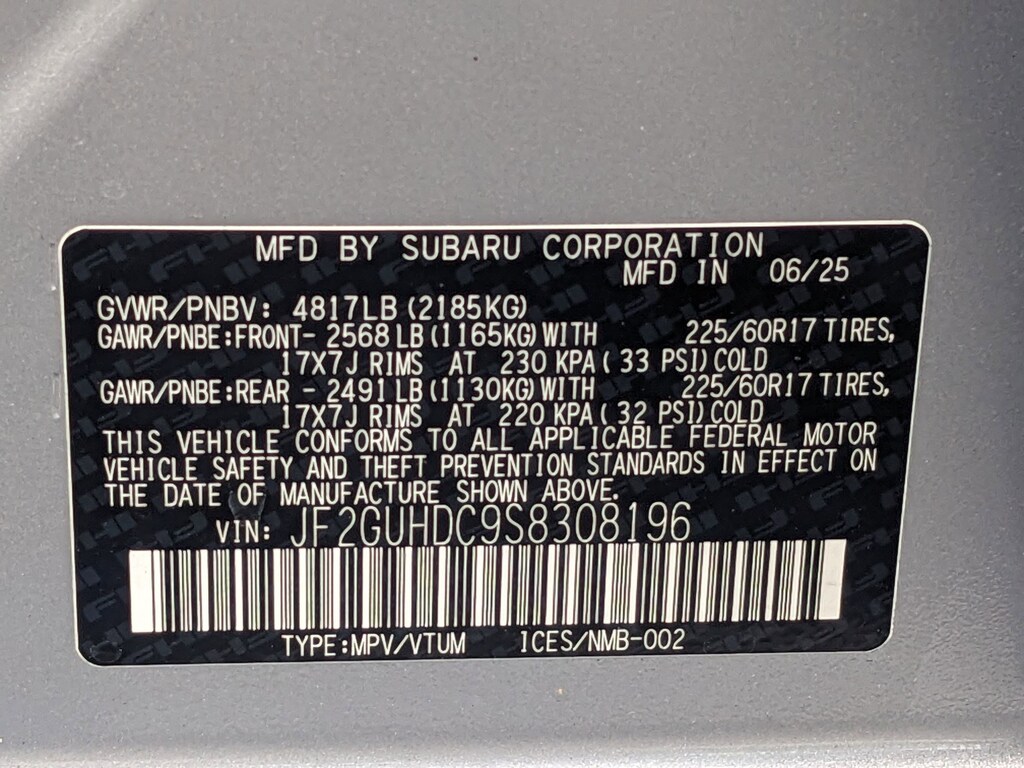 MFD BY SUBARU CORPORATION
MFD IN 06/25
GVWR/PNBV: 4817LB (2185KG)
GAWR/PNBE:FRONT- 2568 LB (1165KG) WITH 225/60R17 TIRES,
17X7J RIMS AT 230 KPA ( 33 PSI) COLD
GAWR/PNBE:REAR - 2491 LB (1130KG) WITH 225/60R17 TIRES,
17X7J RIMS AT 220 KPA ( 32 PSI) COLD
THIS VEHICLE CONFORMS TO ALL APPLICABLE FEDERAL MOTOR
VEHICLE SAFETY AND THEFT PREVENTION STANDARDS IN EFFECT ON
THE DATE OF MANUFACTURE SHOWN ABOVE.
VIN: JF2GUHDC9S8308196
TYPE:MPV/VTUM ICES/NMB-002